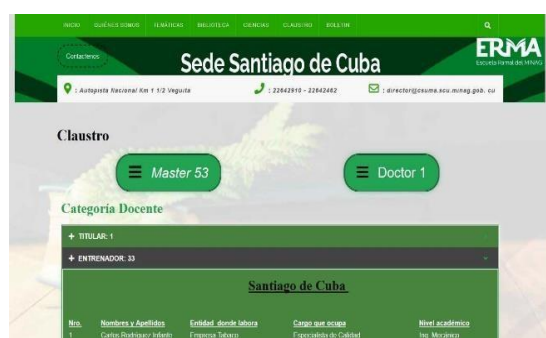 INICIO QUIÉNES SOMOS TEMÁTICAS BIBLIOTECA CIENCIAS CLAUSTRO BOLETIN
Contactenos
Sede Santiago de Cuba
ERMA
Escuela Ramal del MINAG
: Autopista Nacional Km 1 1/2 Veguita : 22642910 - 22642462 : director@csuma.scu.minag.gob. cu
Claustro
Master 53 Doctor 1
Categoría Docente
+ TITULAR: 1
+ ENTRENADOR: 33
Santiago de Cuba
Nro. Nombres y Apellidos Entidad donde labora Cargo que ocupa Nivel académico
1 Carlos Rodríguez Infante Empresa Tabaco Especialista de Calidad Ing. Mecánico